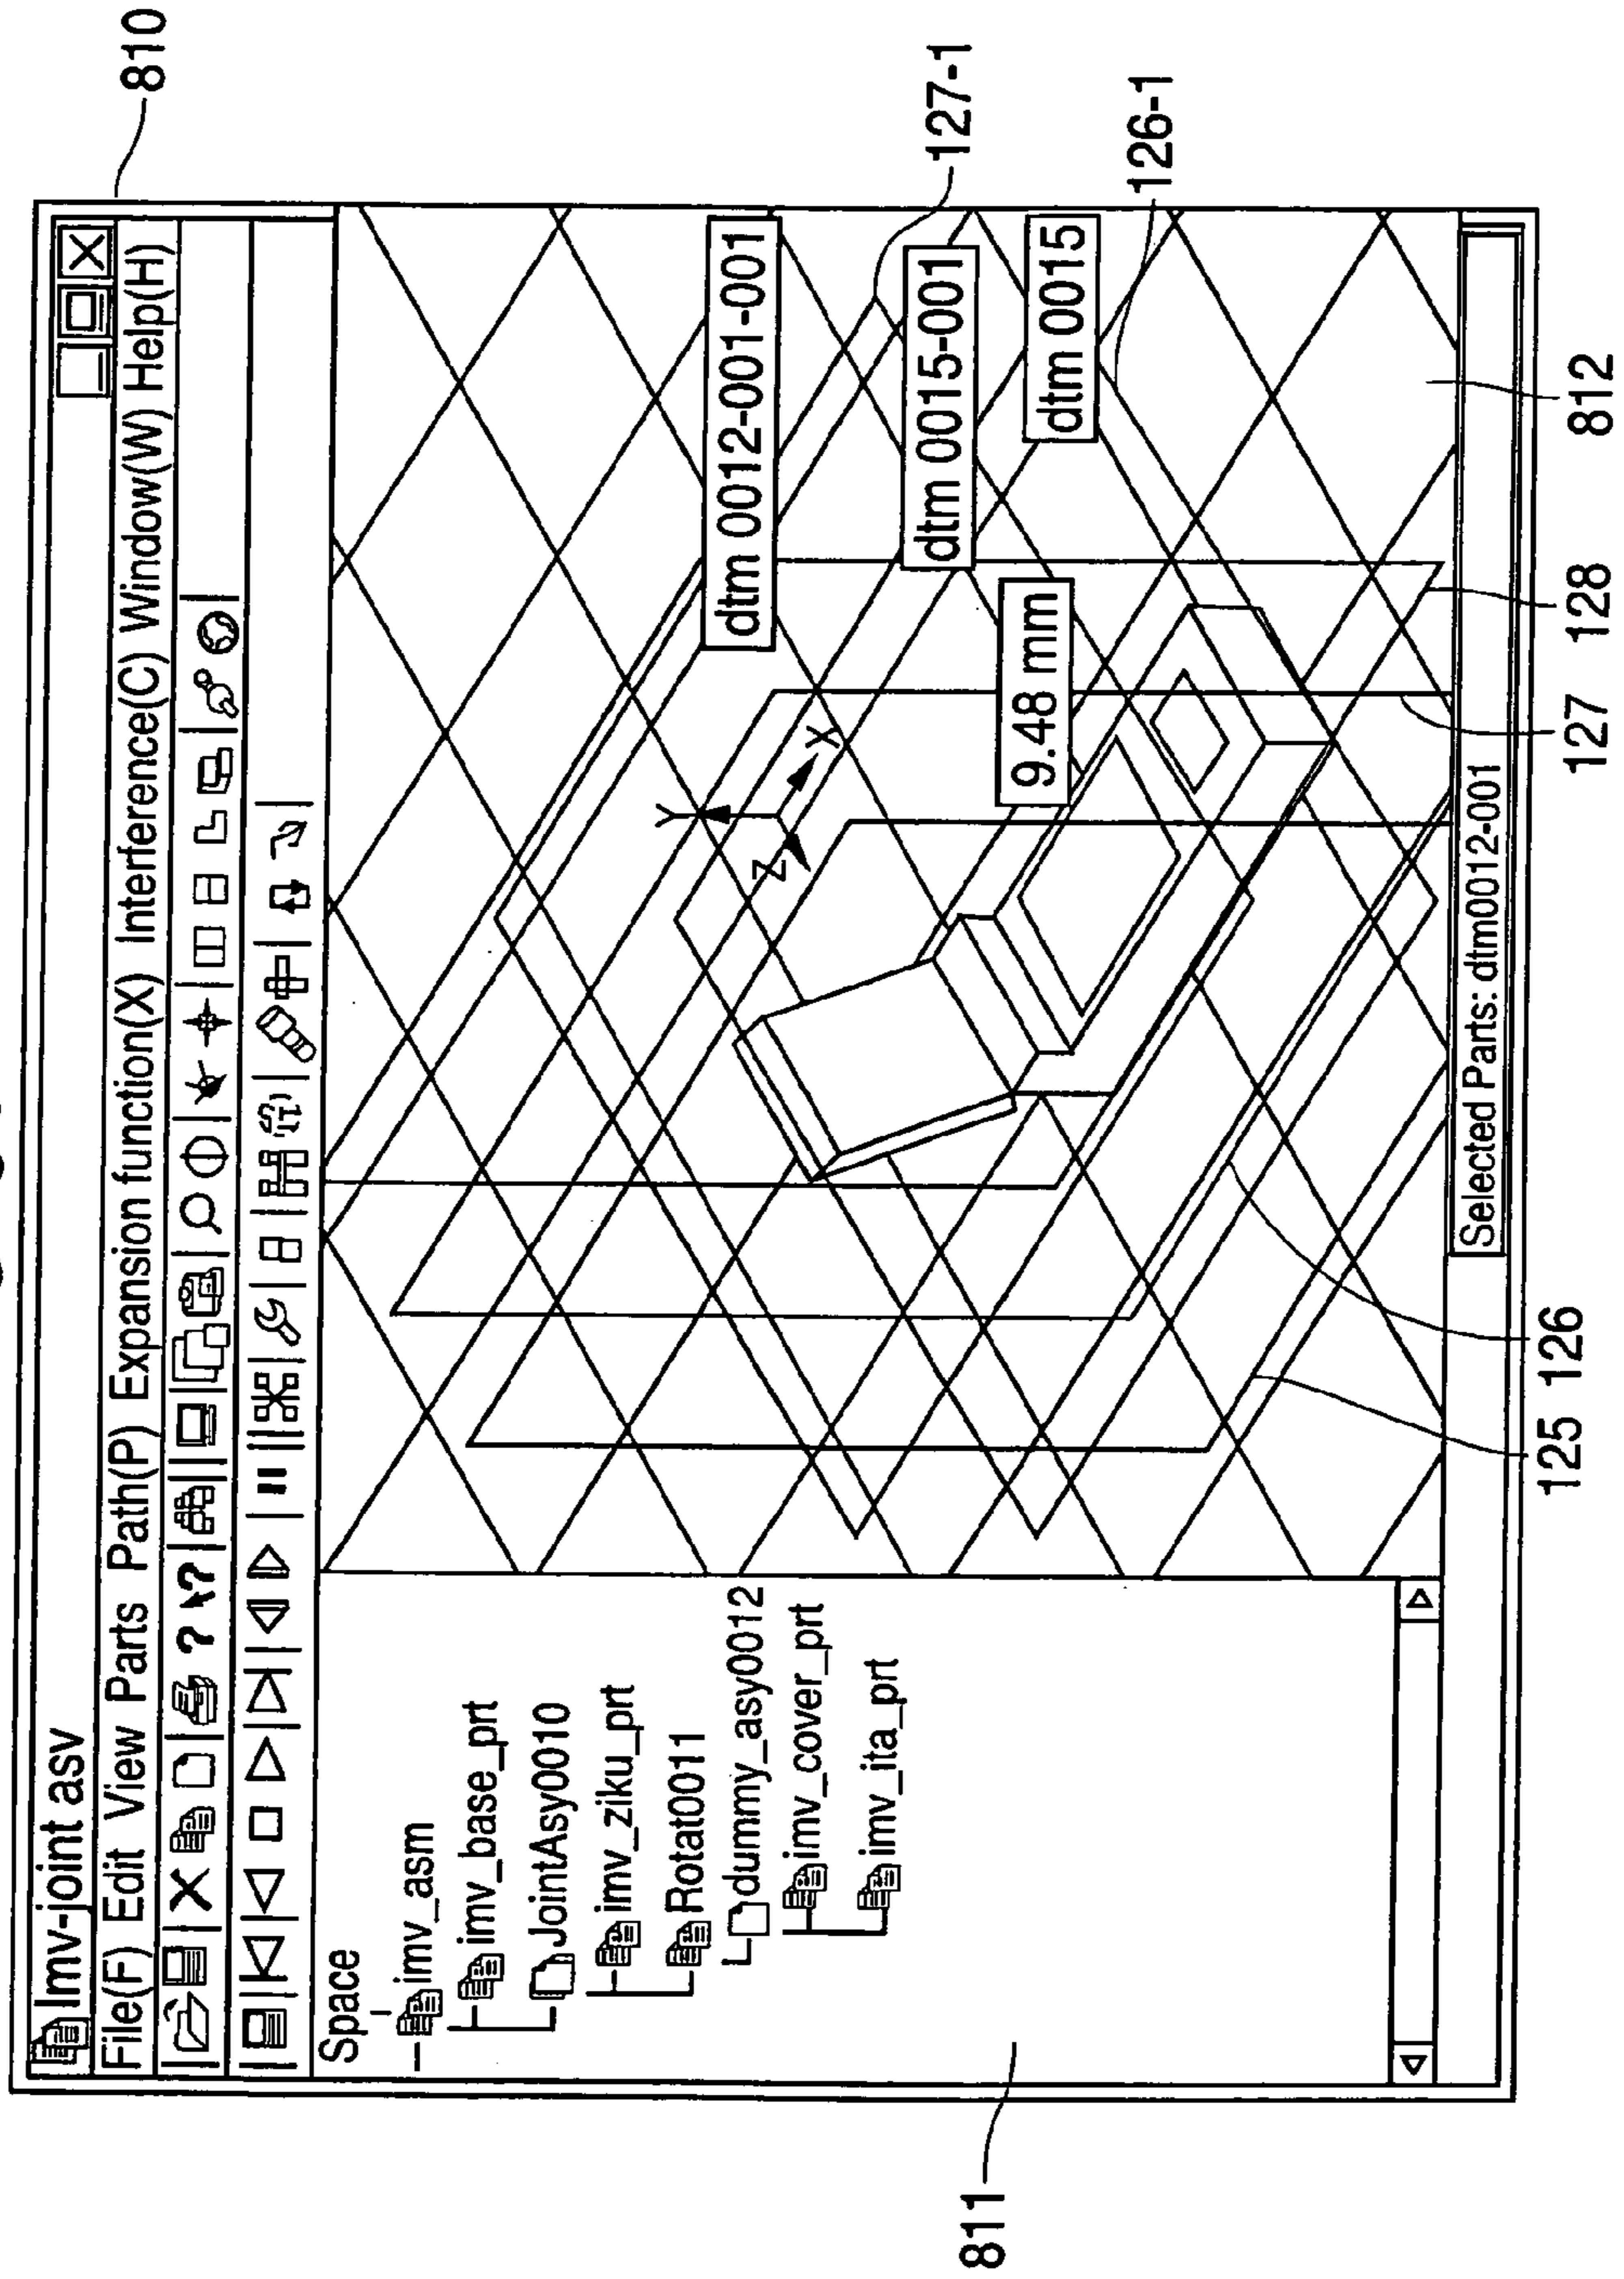 810
Imv-joint asv
File(F) Edit View Parts Path(P) Expansion function(X) Interference(C) Window(W) Help(H)
Space
imv_asm
imv_base_prt
JointAsy0010
imv_ziku_prt
Rotat0011
dummy_asy0012
imv_cover_prt
imv_ita_prt
Y
X
Z
dtm 0012-001-001
127-1
dtm 0015-001
9.48 mm
dtm 0015
126-1
811
Selected Parts: dtm0012-001
125
126
127
128
812